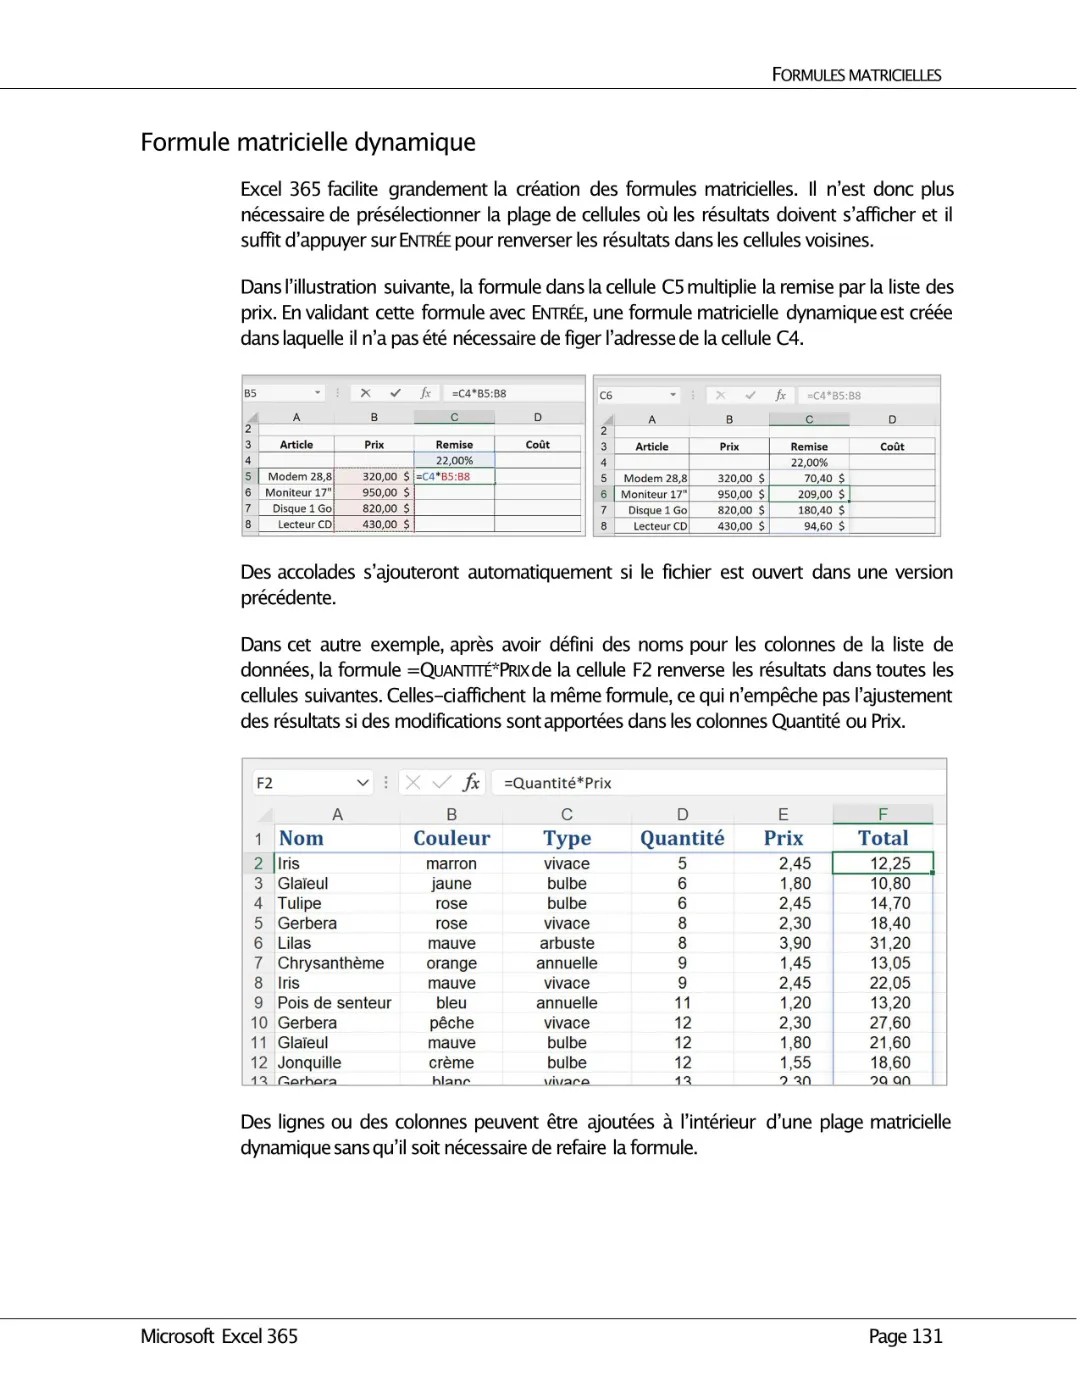 FORMULES MATRICIELLES
Formule matricielle dynamique
Excel 365 facilite grandement la création des formules matricielles. Il n’est donc plus
nécessaire de présélectionner la plage de cellules où les résultats doivent s’afficher et il
suffit d’appuyer sur ENTRÉE pour renverser les résultats dans les cellules voisines.
Dans l’illustration suivante, la formule dans la cellule C5 multiplie la remise par la liste des
prix. En validant cette formule avec ENTRÉE, une formule matricielle dynamique est créée
dans laquelle il n’a pas été nécessaire de figer l’adresse de la cellule C4.
B5 fx =C4*B5:B8
A B C D
2
3 Article Prix Remise Coût
4 22,00%
5 Modem 28,8 320,00 $ =C4*B5:B8
6 Moniteur 17" 950,00 $
7 Disque 1 Go 820,00 $
8 Lecteur CD 430,00 $
C6 fx =C4*B5:B8
A B C D
2
3 Article Prix Remise Coût
4 22,00%
5 Modem 28,8 320,00 $ 70,40 $
6 Moniteur 17" 950,00 $ 209,00 $
7 Disque 1 Go 820,00 $ 180,40 $
8 Lecteur CD 430,00 $ 94,60 $
Des accolades s’ajouteront automatiquement si le fichier est ouvert dans une version
précédente.
Dans cet autre exemple, après avoir défini des noms pour les colonnes de la liste de
données, la formule =QUANTITÉ*PRIX de la cellule F2 renverse les résultats dans toutes les
cellules suivantes. Celles-ci affichent la même formule, ce qui n’empêche pas l’ajustement
des résultats si des modifications sont apportées dans les colonnes Quantité ou Prix.
F2 fx =Quantité*Prix
A B C D E F
1 Nom Couleur Type Quantité Prix Total
2 Iris marron vivace 5 2,45 12,25
3 Glaïeul jaune bulbe 6 1,80 10,80
4 Tulipe rose bulbe 6 2,45 14,70
5 Gerbera rose vivace 8 2,30 18,40
6 Lilas mauve arbuste 8 3,90 31,20
7 Chrysanthème orange annuelle 9 1,45 13,05
8 Iris mauve vivace 9 2,45 22,05
9 Pois de senteur bleu annuelle 11 1,20 13,20
10 Gerbera pêche vivace 12 2,30 27,60
11 Glaïeul mauve bulbe 12 1,80 21,60
12 Jonquille crème bulbe 12 1,55 18,60
13 Gerbera blanc vivace 13 2,30 29,90
Des lignes ou des colonnes peuvent être ajoutées à l’intérieur d’une plage matricielle
dynamique sans qu’il soit nécessaire de refaire la formule.
Microsoft Excel 365 Page 131